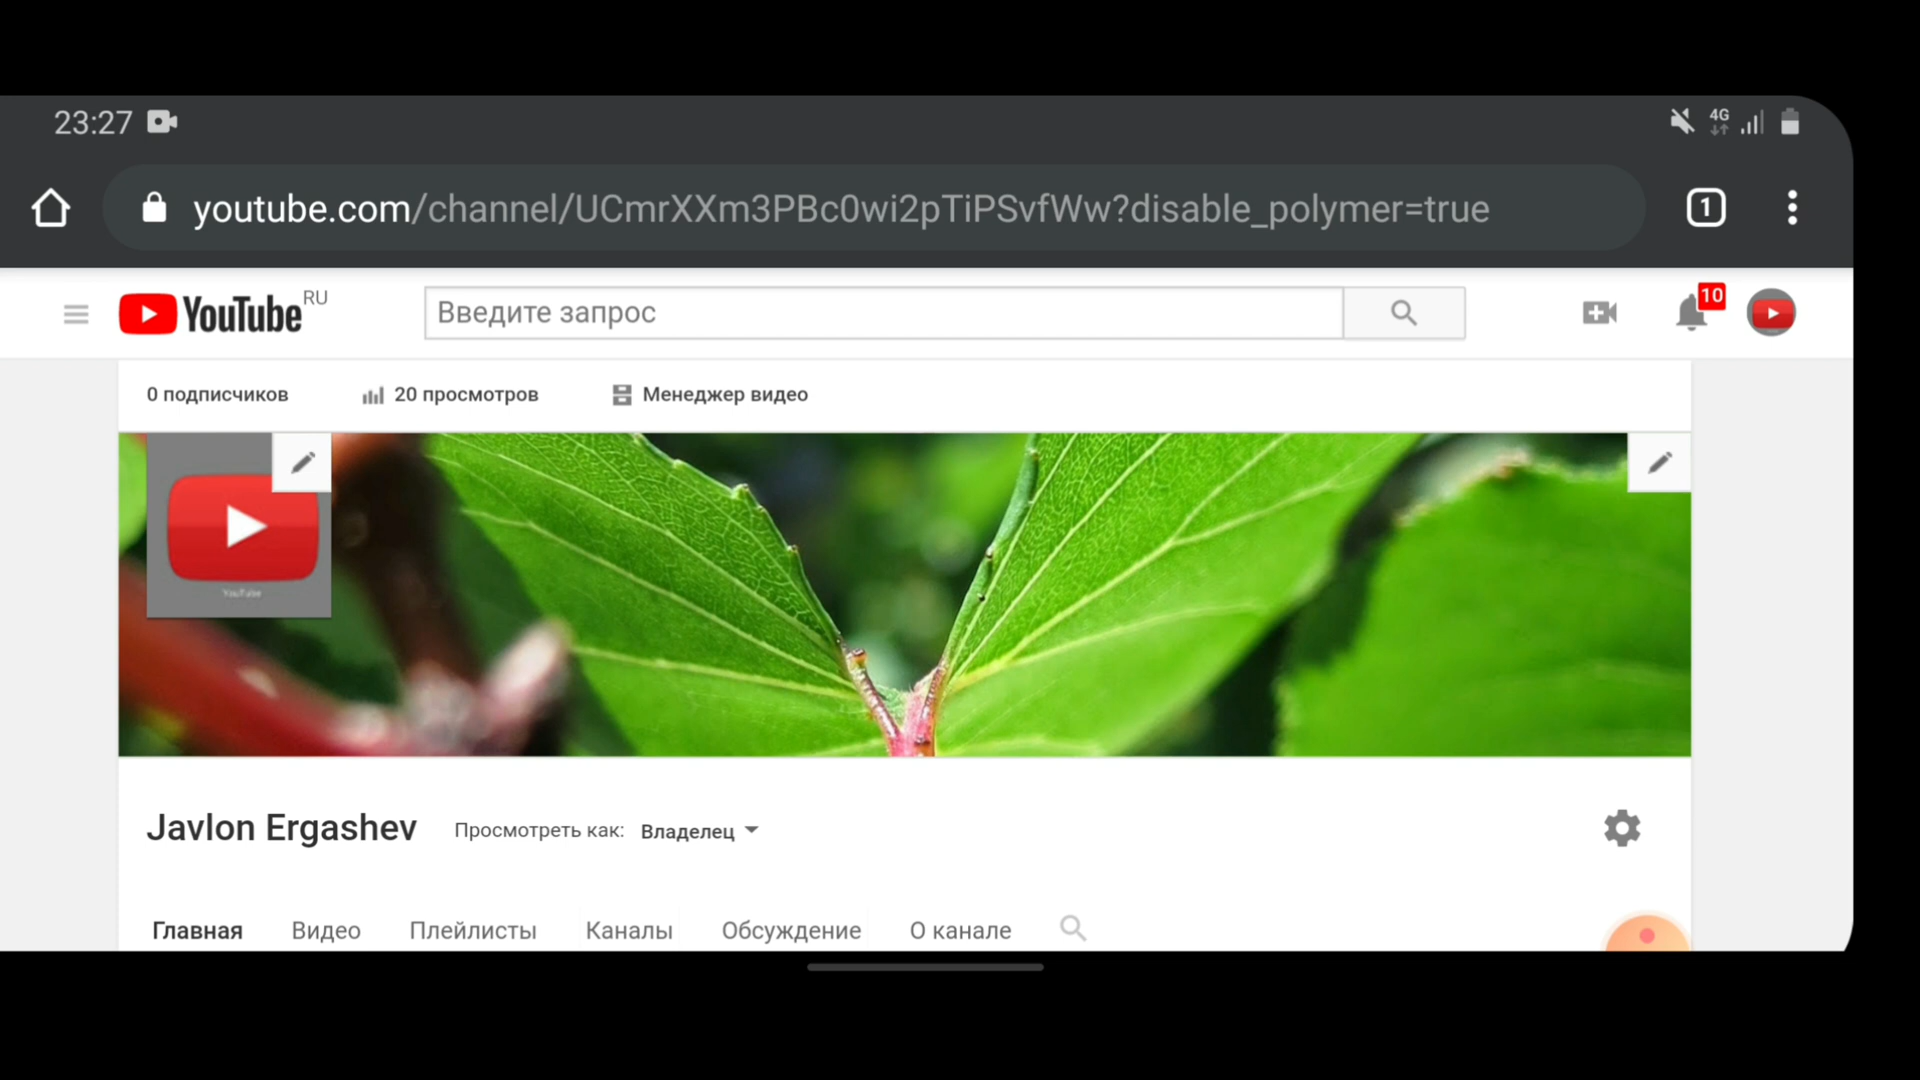 23:27
4G
youtube.com/channel/UCmrXXm3PBc0wi2pTiPSvfWw?disable_polymer=true
1
YouTube RU
Введите запрос
10
0 подписчиков
20 просмотров
Менеджер видео
YouTube
Javlon Ergashev
Просмотреть как: Владелец
Главная
Видео
Плейлисты
Каналы
Обсуждение
О канале